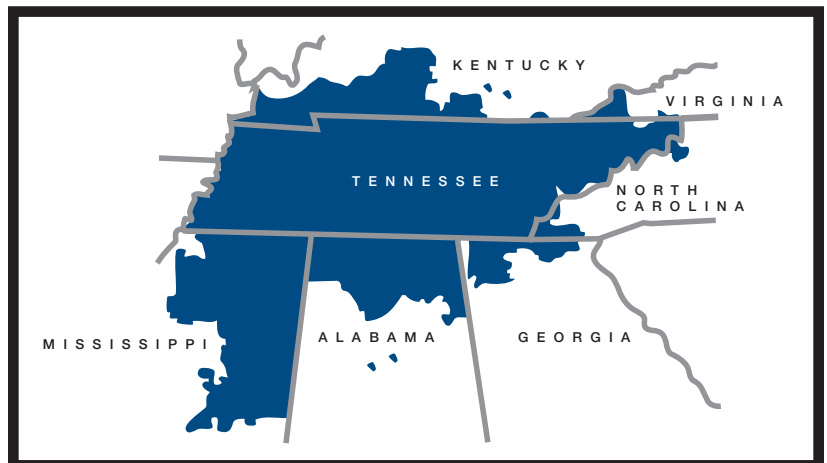 KENTUCKY
VIRGINIA
TENNESSEE
NORTH
CAROLINA
MISSISSIPPI
ALABAMA
GEORGIA